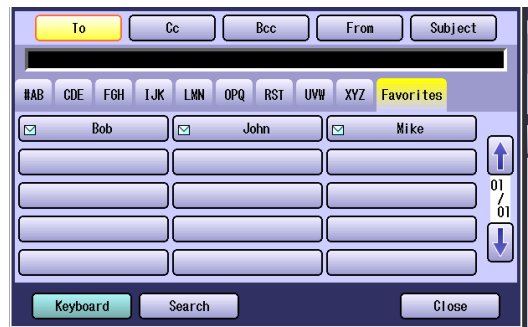 To Cc Bcc From Subject
#AB CDE FGH IJK LMN OPQ RST UVW XYZ Favorites
Bob John Mike
01
/
01
Keyboard Search Close